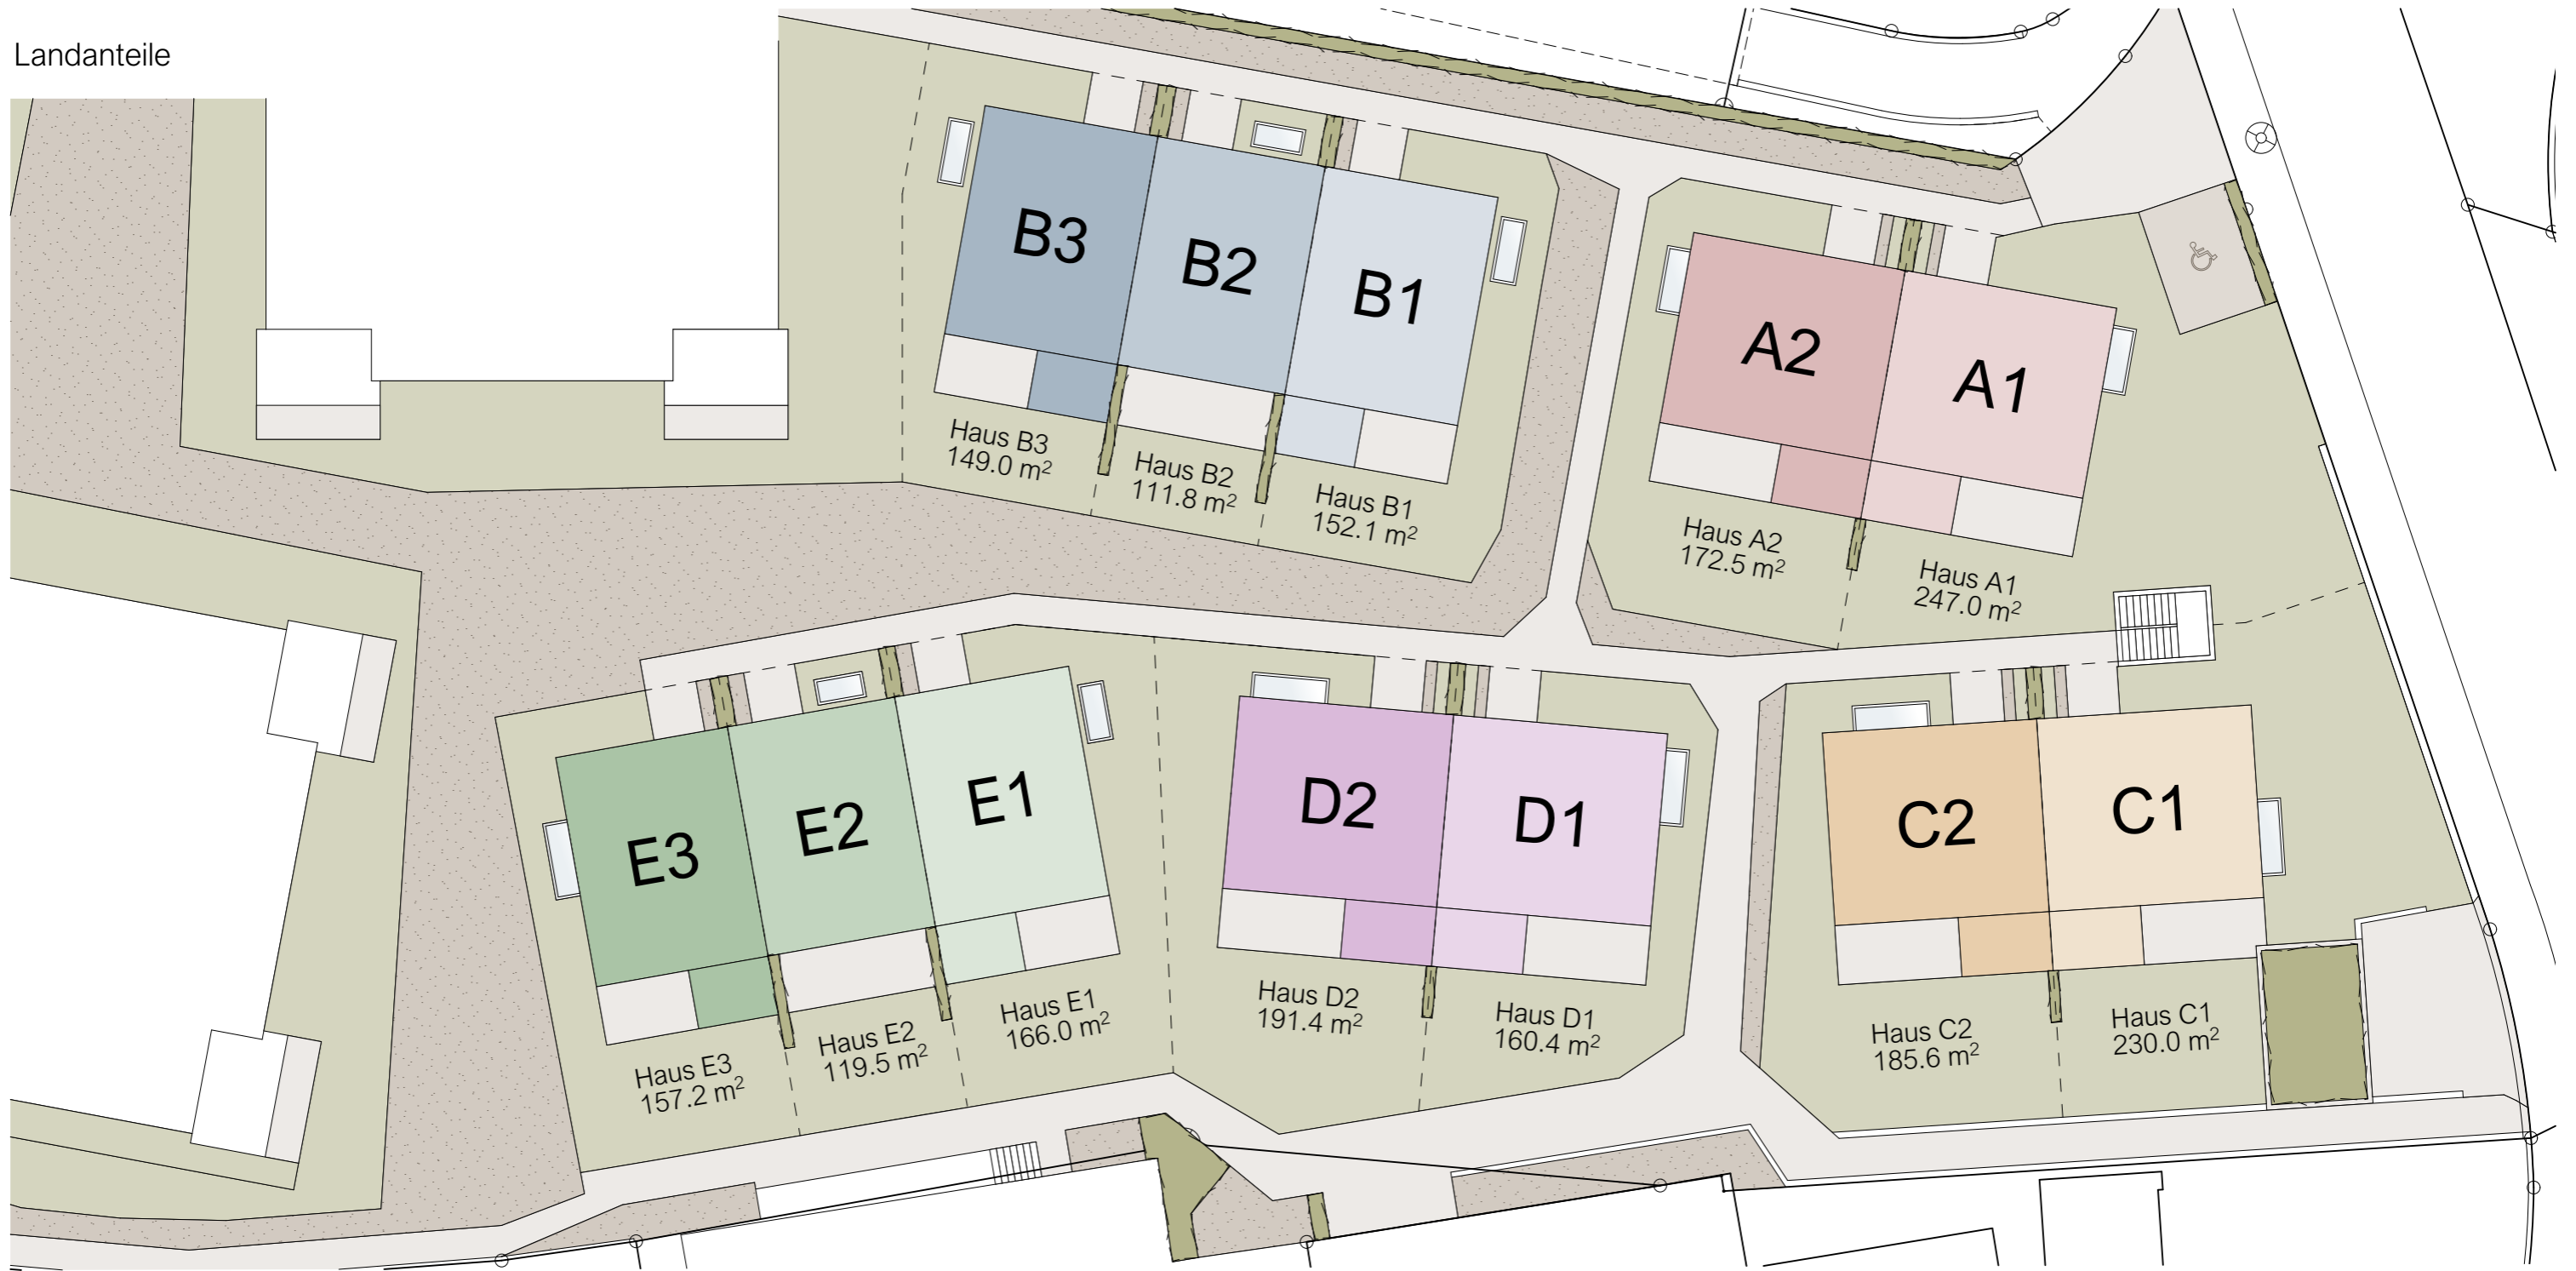 Landanteile
B3
B2
B1
A2
A1
Haus B3
149.0 m²
Haus B2
111.8 m²
Haus B1
152.1 m²
Haus A2
172.5 m²
Haus A1
247.0 m²
E3
E2
E1
D2
D1
C2
C1
Haus E3
157.2 m²
Haus E2
119.5 m²
Haus E1
166.0 m²
Haus D2
191.4 m²
Haus D1
160.4 m²
Haus C2
185.6 m²
Haus C1
230.0 m²